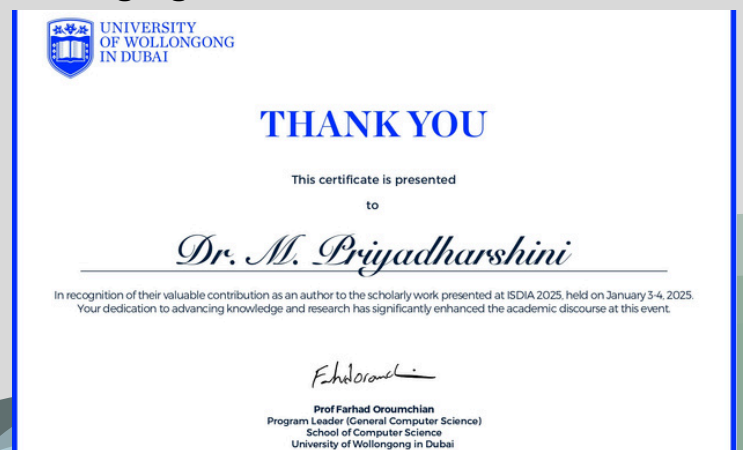 UNIVERSITY
OF WOLLONGONG
IN DUBAI
THANK YOU
This certificate is presented
to
Dr. M. Priyadharshini
In recognition of their valuable contribution as an author to the scholarly work presented at ISDIA 2025, held on January 3-4, 2025.
Your dedication to advancing knowledge and research has significantly enhanced the academic discourse at this event.
Prof Farhad Oroumchian
Program Leader (General Computer Science)
School of Computer Science
University of Wollongong in Dubai